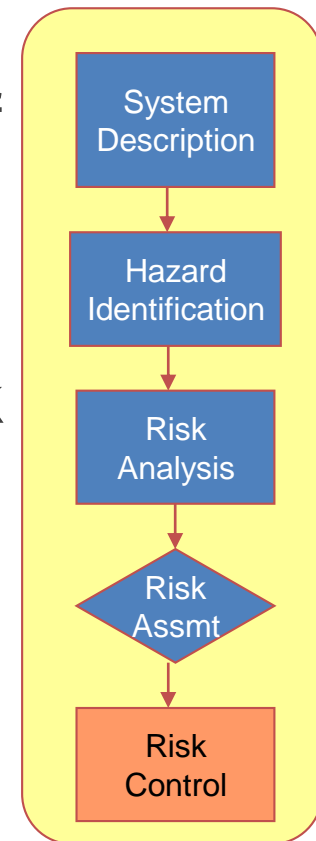 System
Description
Hazard
Identification
Risk
Analysis
Risk
Assmt
Risk
Control